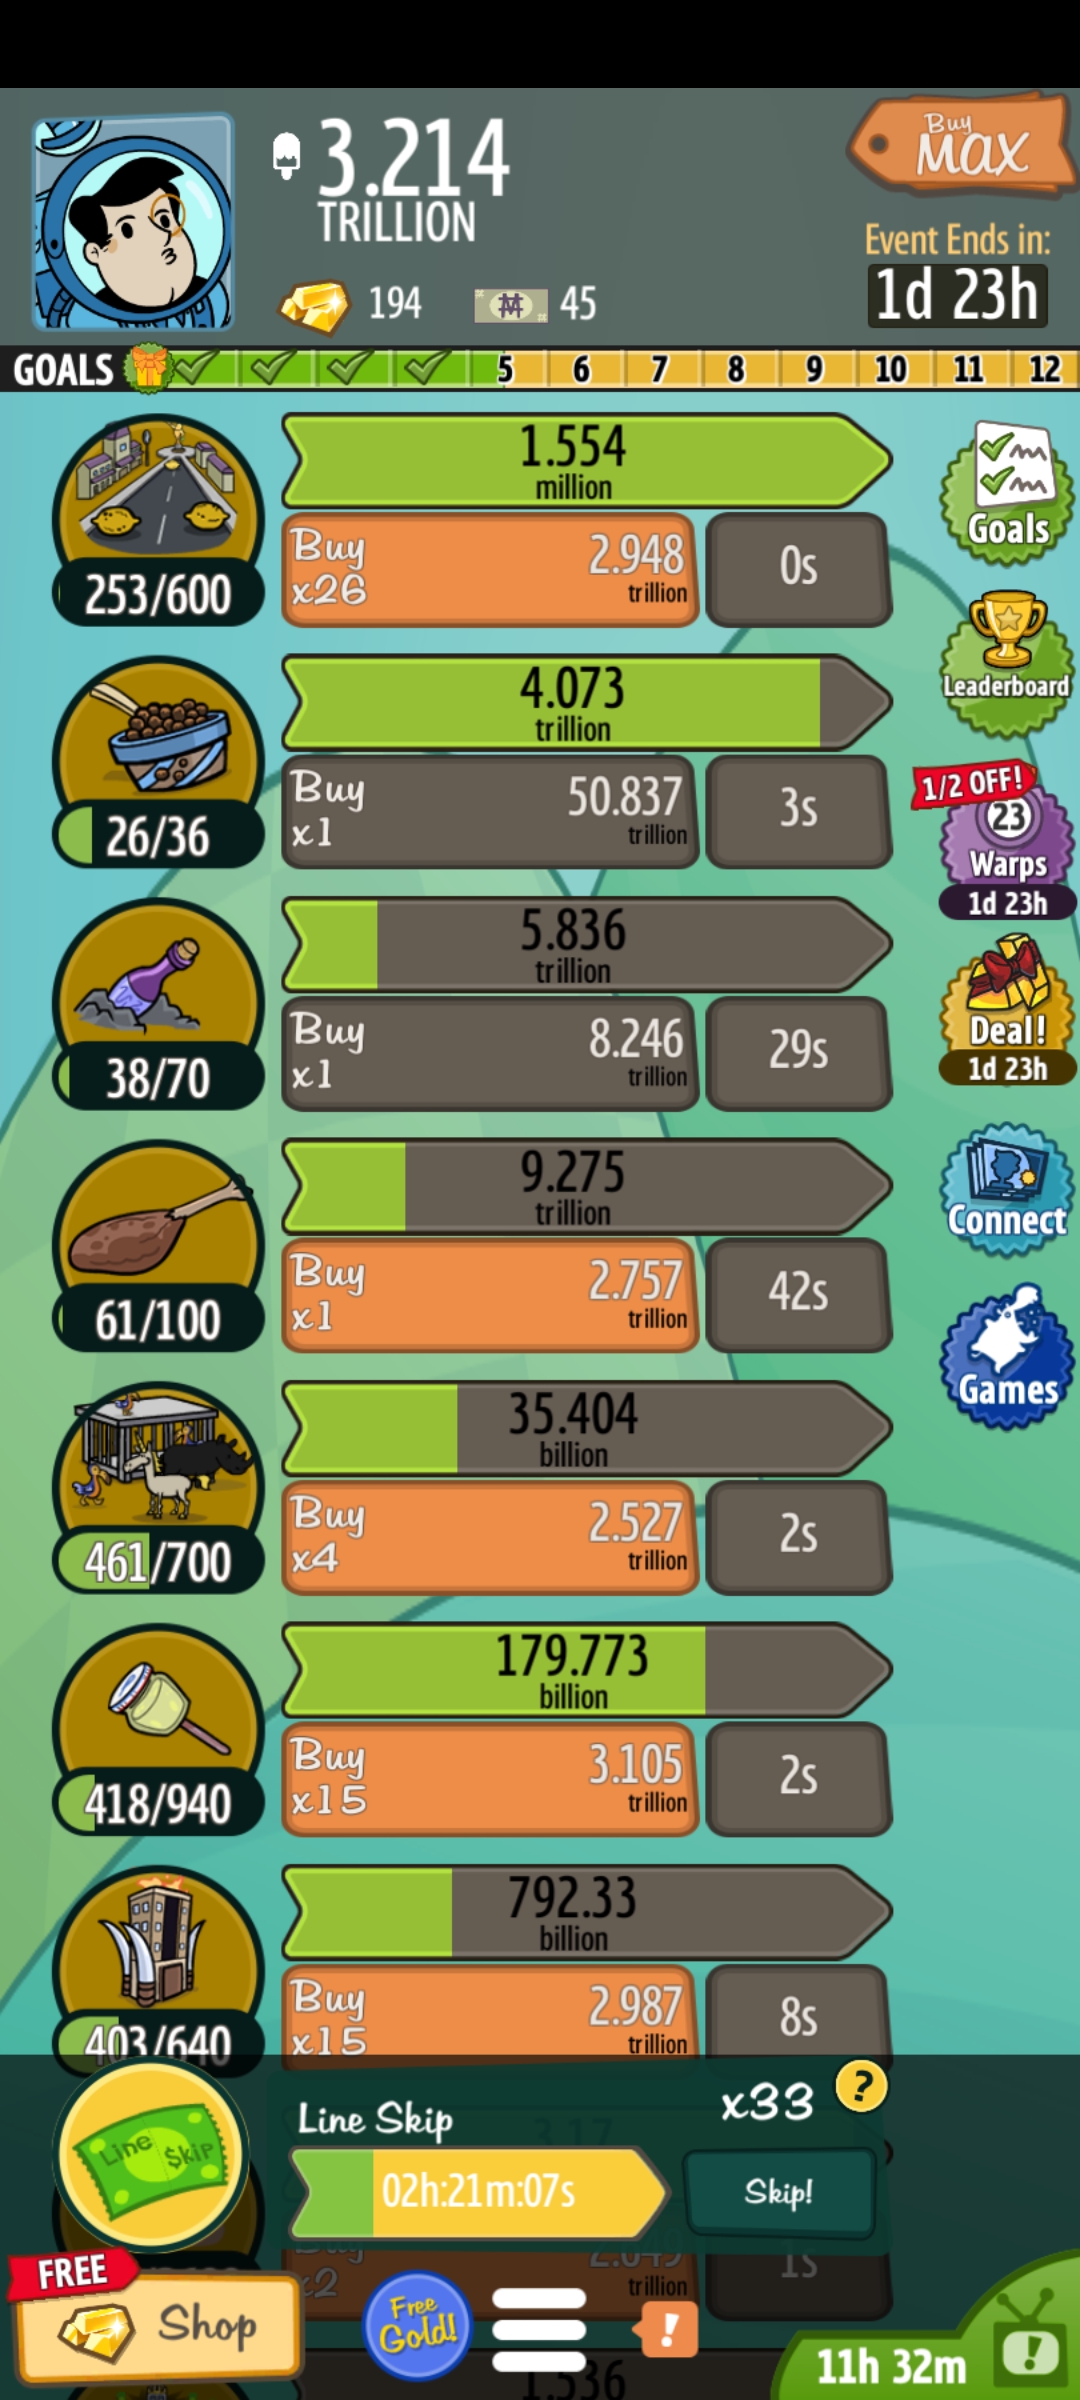 3.214
TRILLION
Buy
MAX
Event Ends in:
1d 23h
194
45
GOALS 5 6 7 8 9 10 11 12
1.554
million
Buy
x26
2.948
trillion
0s
253/600
Goals
4.073
trillion
Buy
x1
50.837
trillion
3s
26/36
Leaderboard
1/2 OFF!
23
Warps
1d 23h
5.836
trillion
Buy
x1
8.246
trillion
29s
38/70
Deal!
1d 23h
9.275
trillion
Buy
x1
2.757
trillion
42s
61/100
Connect
Games
35.404
billion
Buy
x4
2.527
trillion
2s
461/700
179.773
billion
Buy
x15
3.105
trillion
2s
418/940
792.33
billion
Buy
x15
2.987
trillion
8s
403/640
Line Skip
x33
?
Line $kip
3.17
02h:21m:07s
Skip!
Buy
x2
2.049
trillion
1s
FREE
Shop
Free
Gold!
!
11h 32m
!
1.536